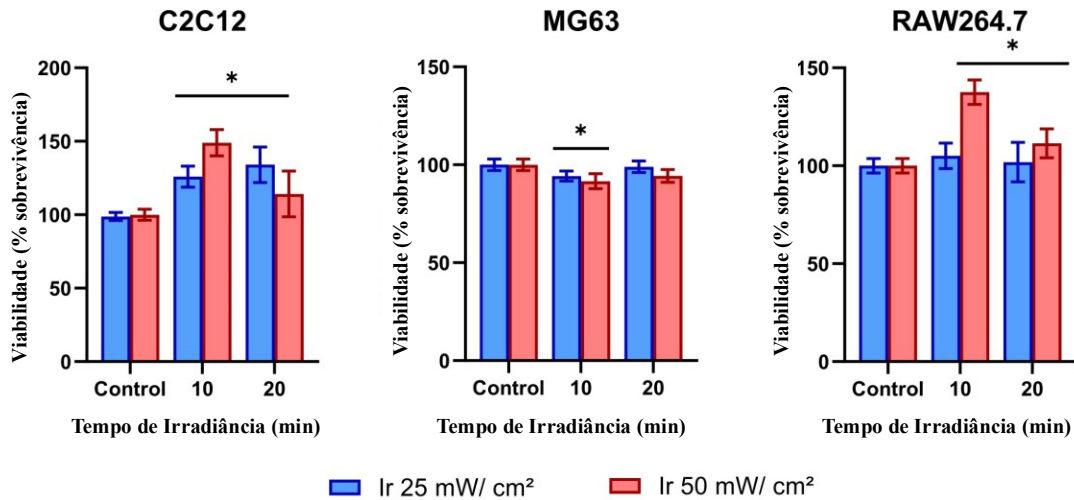 C2C12
Viabilidade (% sobrevivência)
200
150
100
50
0
*
Control
10
20
Tempo de Irradiância (min)
MG63
Viabilidade (% sobrevivência)
150
100
50
0
*
Control
10
20
Tempo de Irradiância (min)
RAW264.7
Viabilidade (% sobrevivência)
150
100
50
0
*
Control
10
20
Tempo de Irradiância (min)
Ir 25 mW/ cm²
Ir 50 mW/ cm²